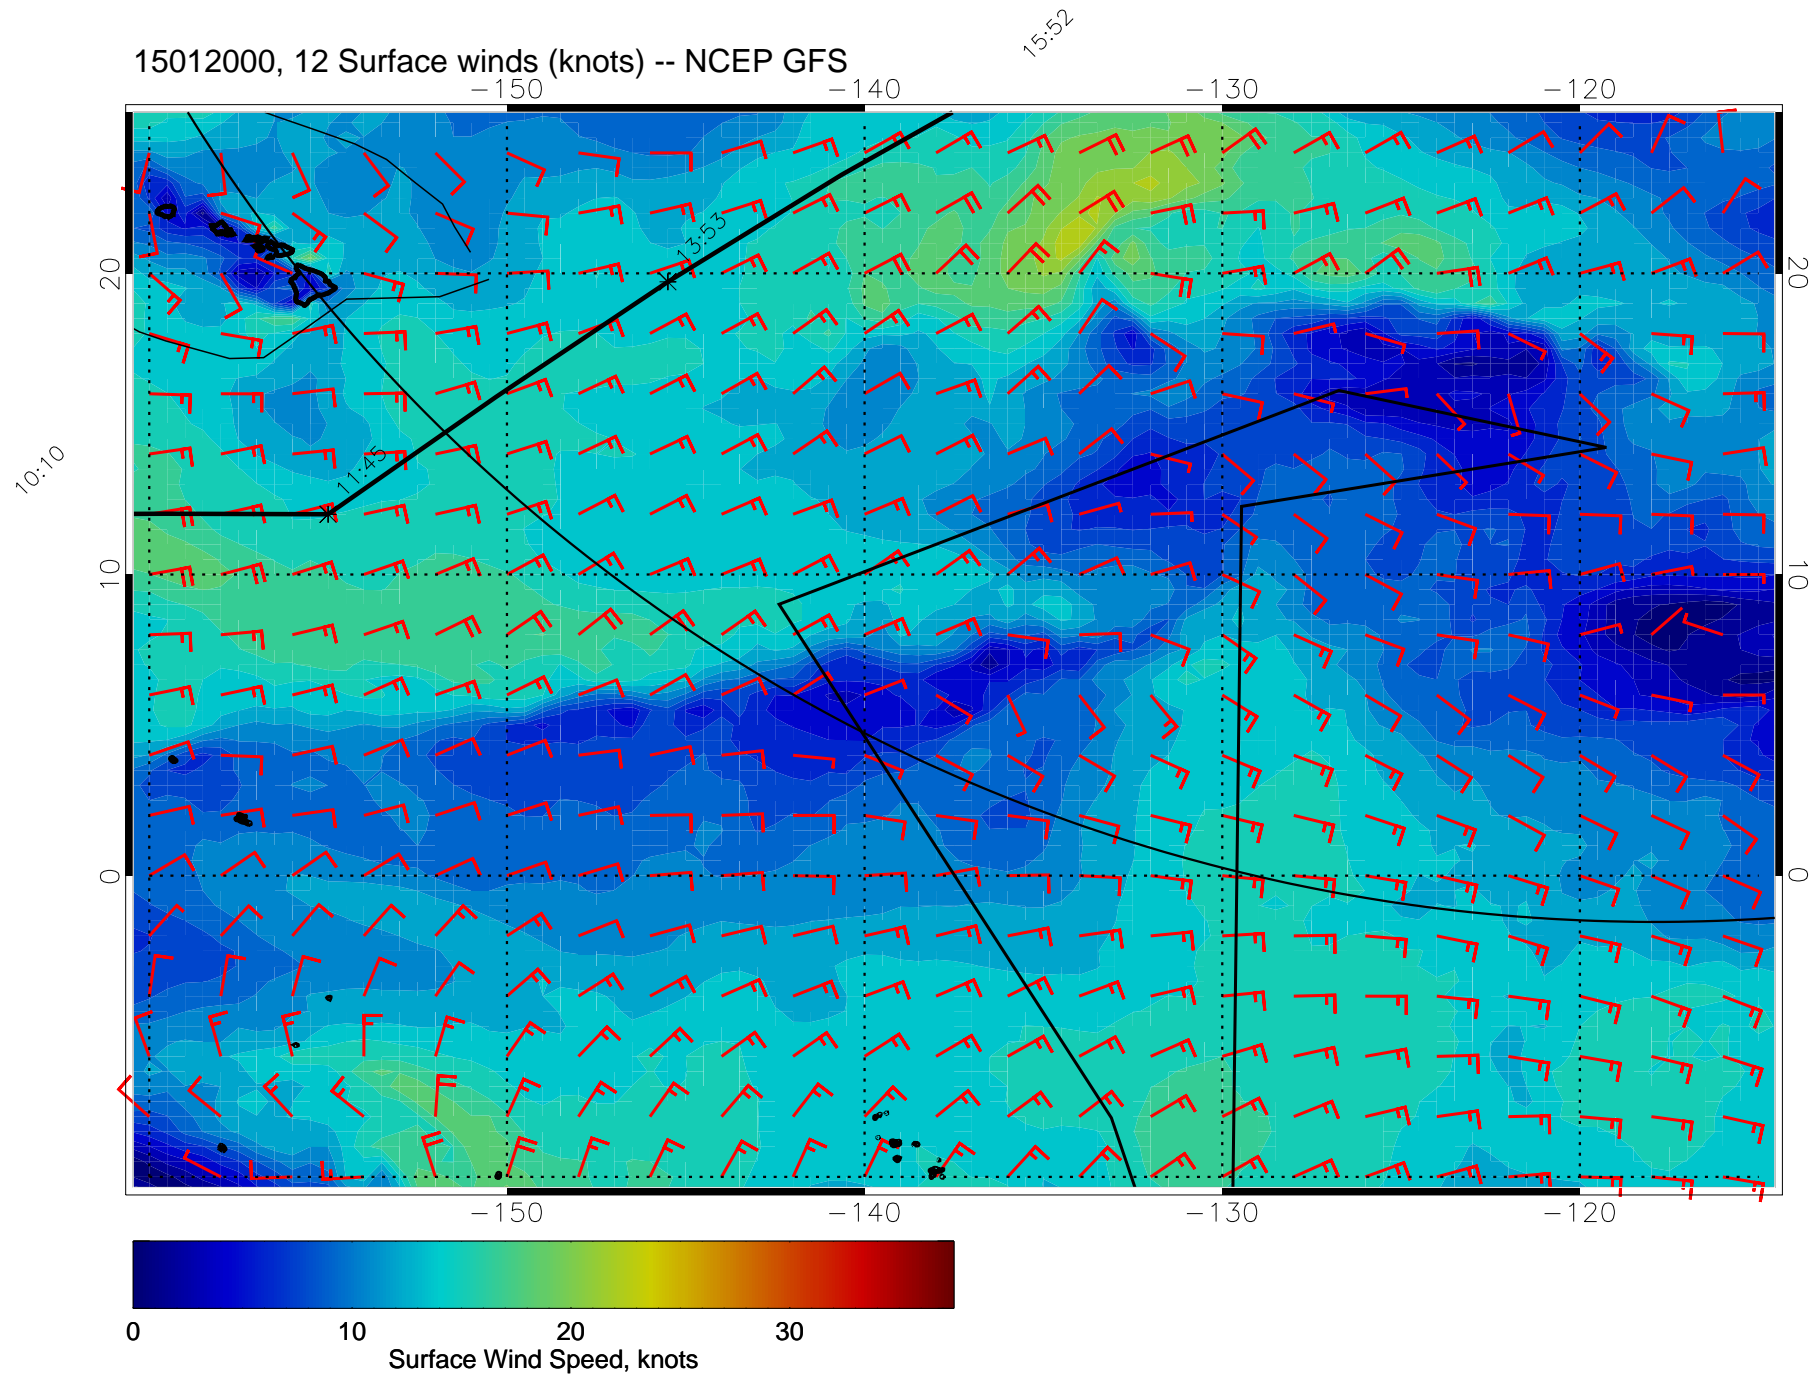 15:52
15012000, 12 Surface winds (knots) -- NCEP GFS
-150 -140 -130 -120
13:53
20 20
11:45
10:10
10 10
0 0
-150 -140 -130 -120
0 10 20 30
Surface Wind Speed, knots